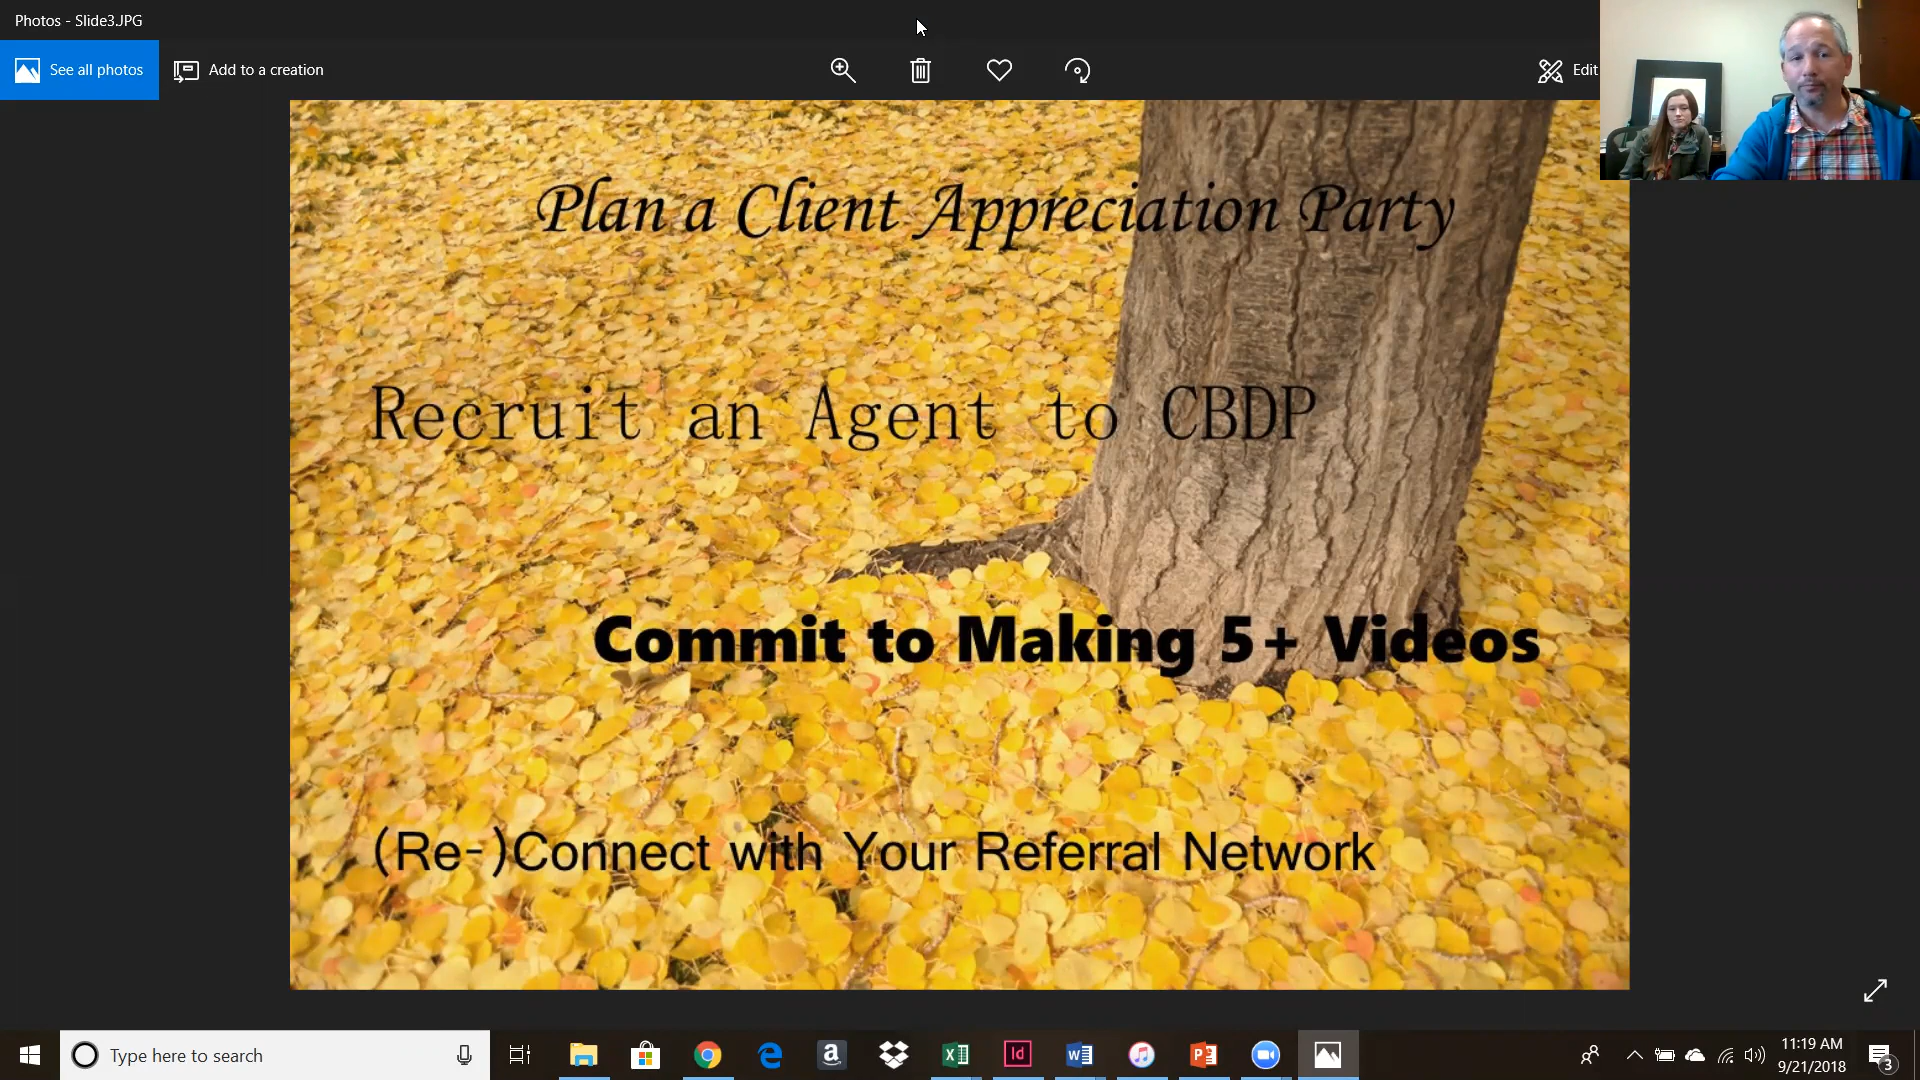 Photos - Slide3.JPG
See all photos
Add to a creation
Edit
Plan a Client Appreciation Party
Recruit an Agent to CBDP
Commit to Making 5+ Videos
(Re-)Connect with Your Referral Network
Type here to search
11:19 AM
9/21/2018
3